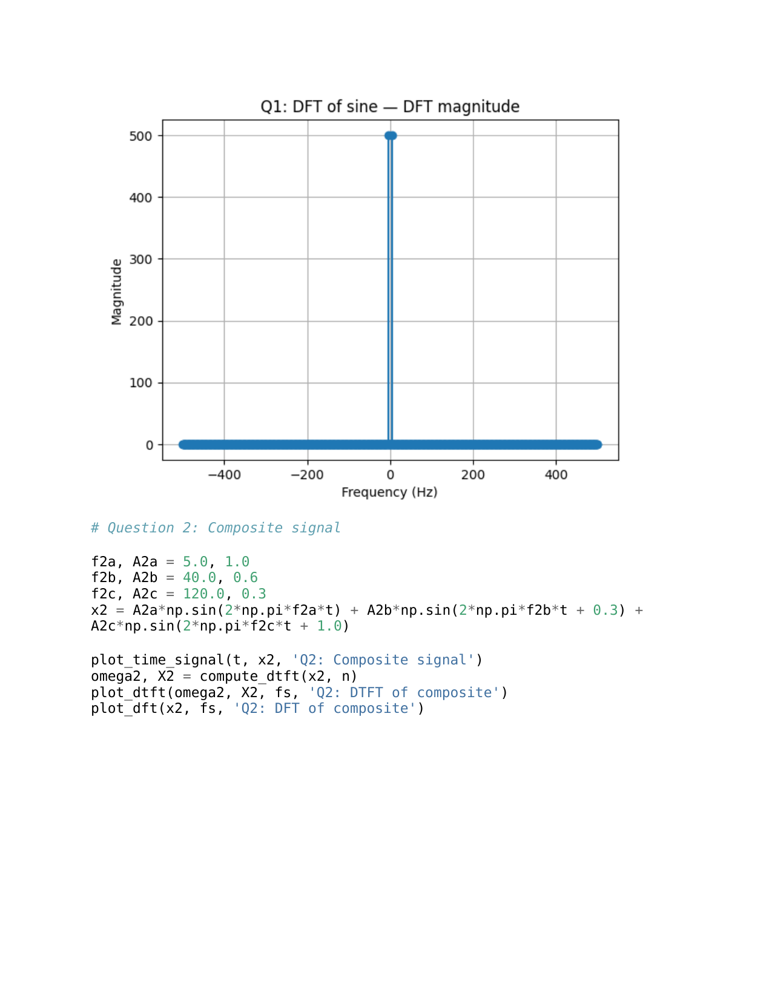 Q1: DFT of sine — DFT magnitude
500
400
300
200
100
0
Magnitude
−400 −200 0 200 400
Frequency (Hz)
# Question 2: Composite signal
f2a, A2a = 5.0, 1.0
f2b, A2b = 40.0, 0.6
f2c, A2c = 120.0, 0.3
x2 = A2a*np.sin(2*np.pi*f2a*t) + A2b*np.sin(2*np.pi*f2b*t + 0.3) +
A2c*np.sin(2*np.pi*f2c*t + 1.0)
plot_time_signal(t, x2, 'Q2: Composite signal')
omega2, X2 = compute_dtft(x2, n)
plot_dtft(omega2, X2, fs, 'Q2: DTFT of composite')
plot_dft(x2, fs, 'Q2: DFT of composite')